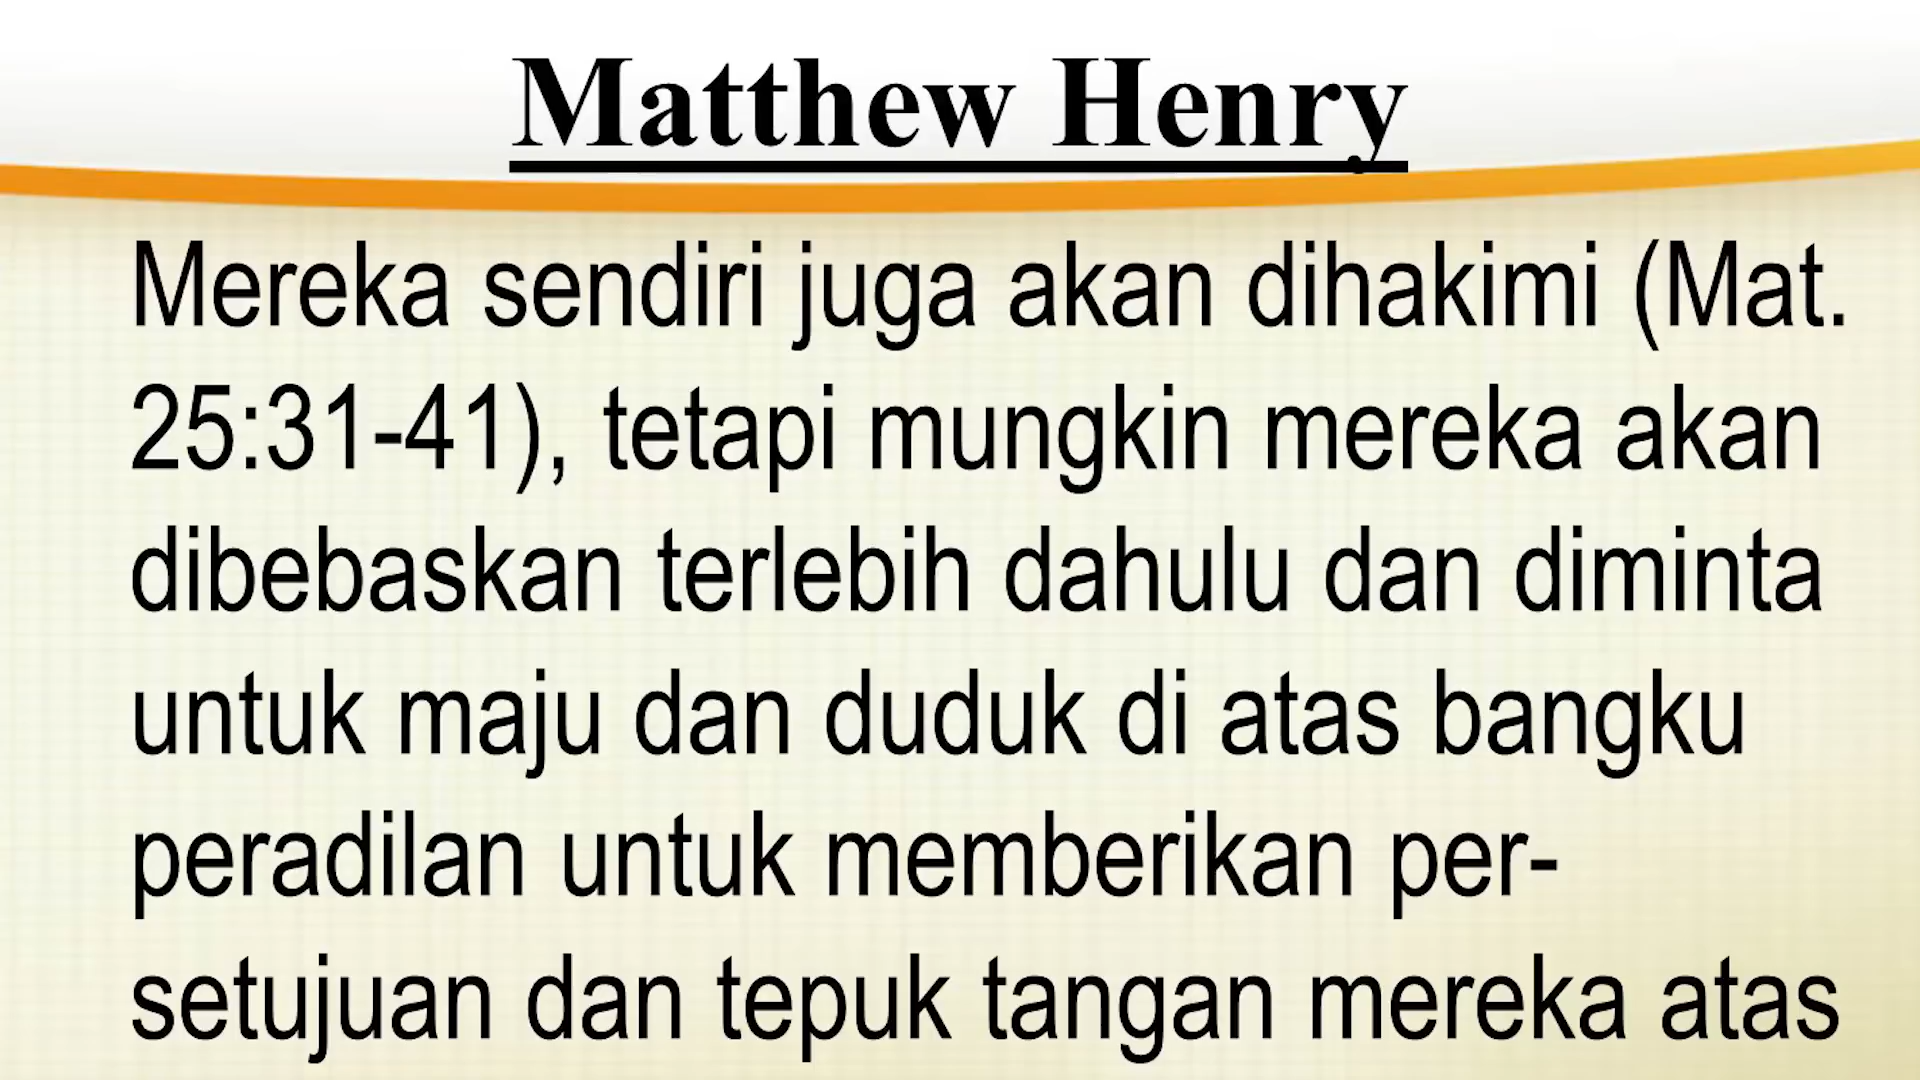 Matthew Henry
Mereka sendiri juga akan dihakimi (Mat.
25:31-41), tetapi mungkin mereka akan
dibebaskan terlebih dahulu dan diminta
untuk maju dan duduk di atas bangku
peradilan untuk memberikan per-
setujuan dan tepuk tangan mereka atas